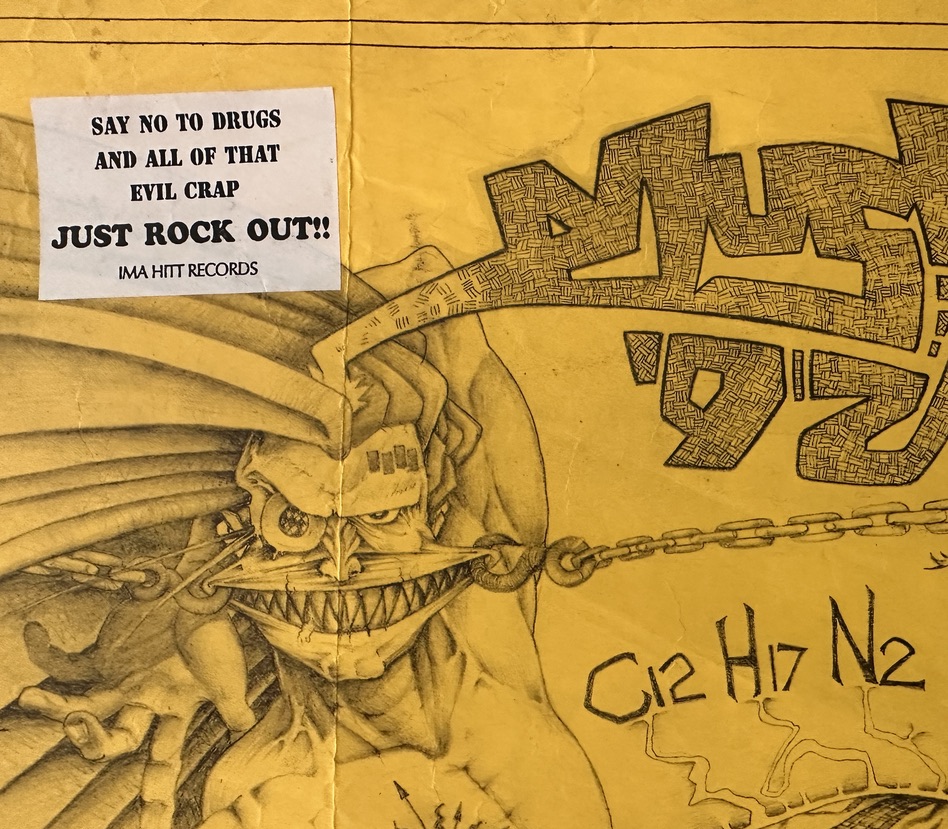 SAY NO TO DRUGS
AND ALL OF THAT
EVIL CRAP
JUST ROCK OUT!!
IMA HITT RECORDS
'92
C12 H17 N2